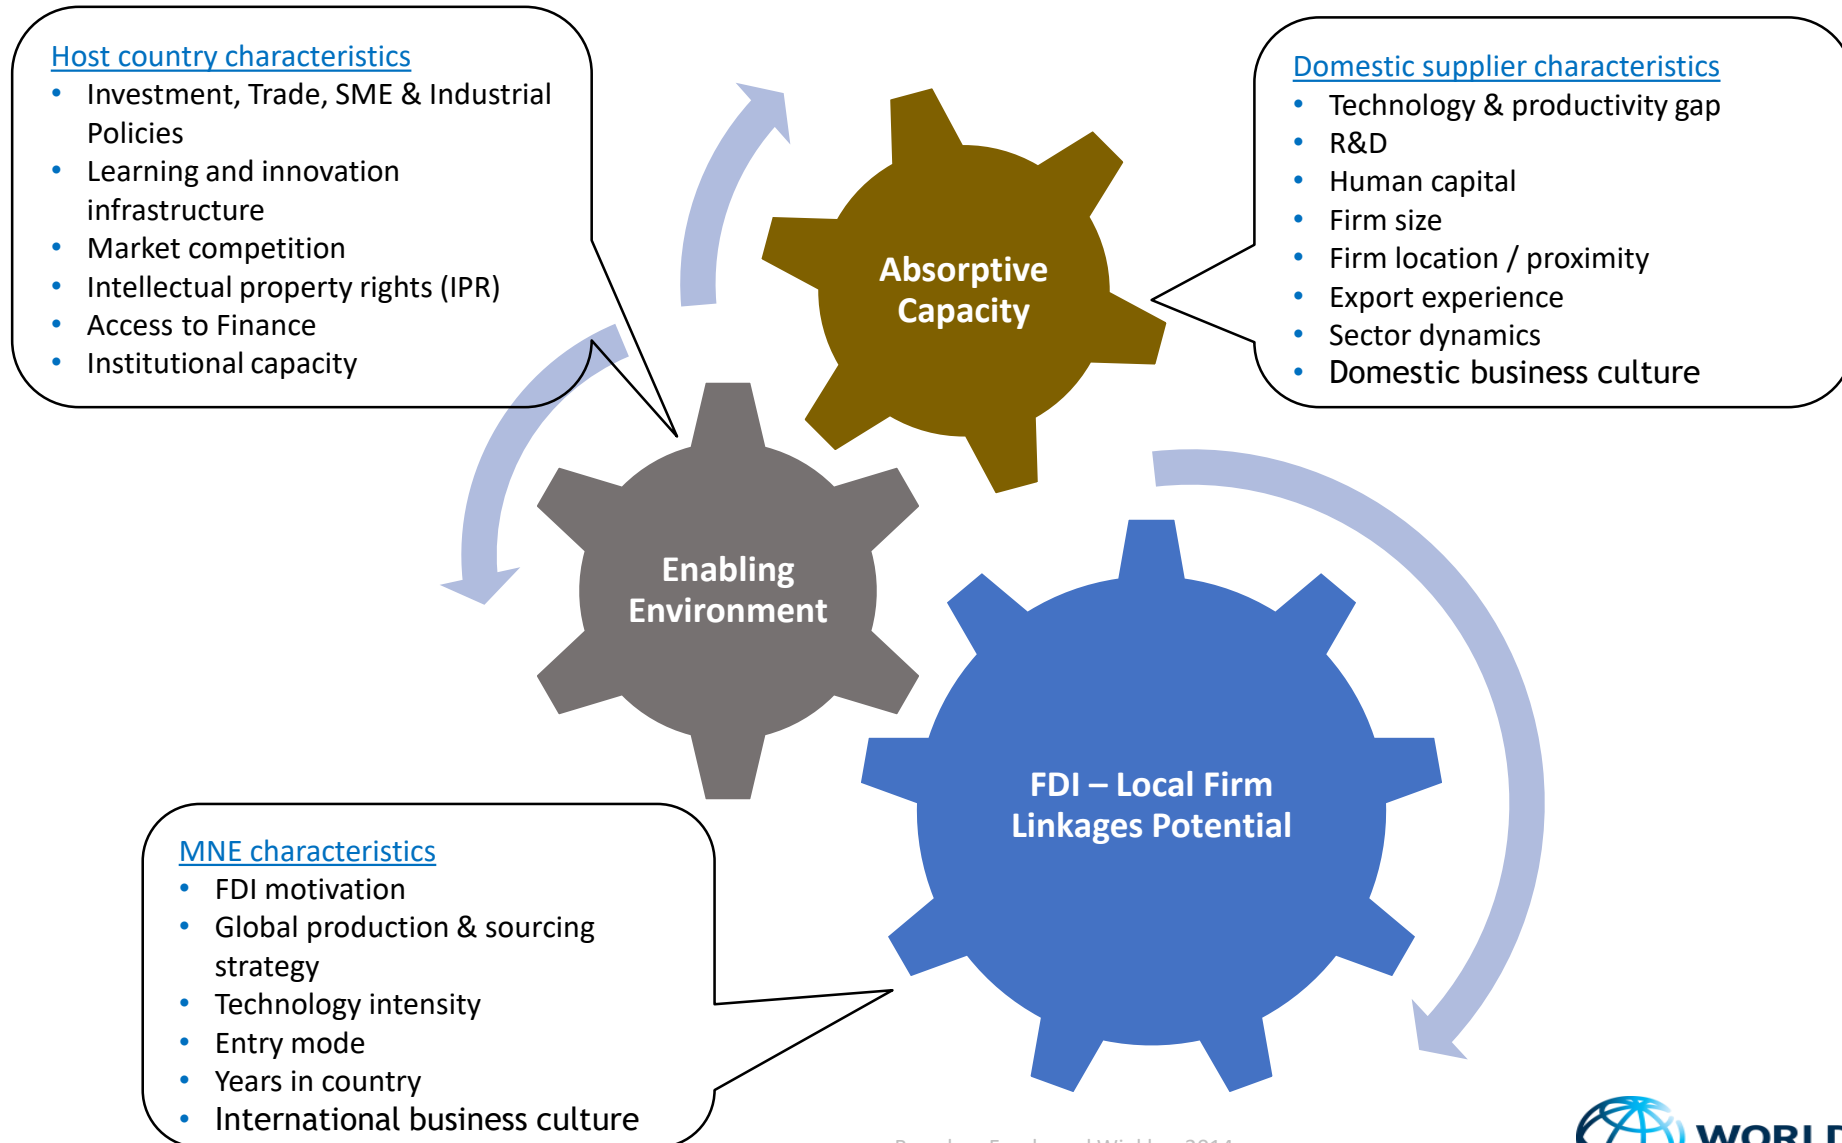 Host country characteristics
• Investment, Trade, SME & Industrial
Policies
• Learning and innovation
infrastructure
• Market competition
• Intellectual property rights (IPR)
• Access to Finance
• Institutional capacity
Domestic supplier characteristics
• Technology & productivity gap
• R&D
• Human capital
• Firm size
• Firm location / proximity
• Export experience
• Sector dynamics
• Domestic business culture
Absorptive
Capacity
Enabling
Environment
FDI – Local Firm
Linkages Potential
MNE characteristics
• FDI motivation
• Global production & sourcing
strategy
• Technology intensity
• Entry mode
• Years in country
• International business culture
WORLD